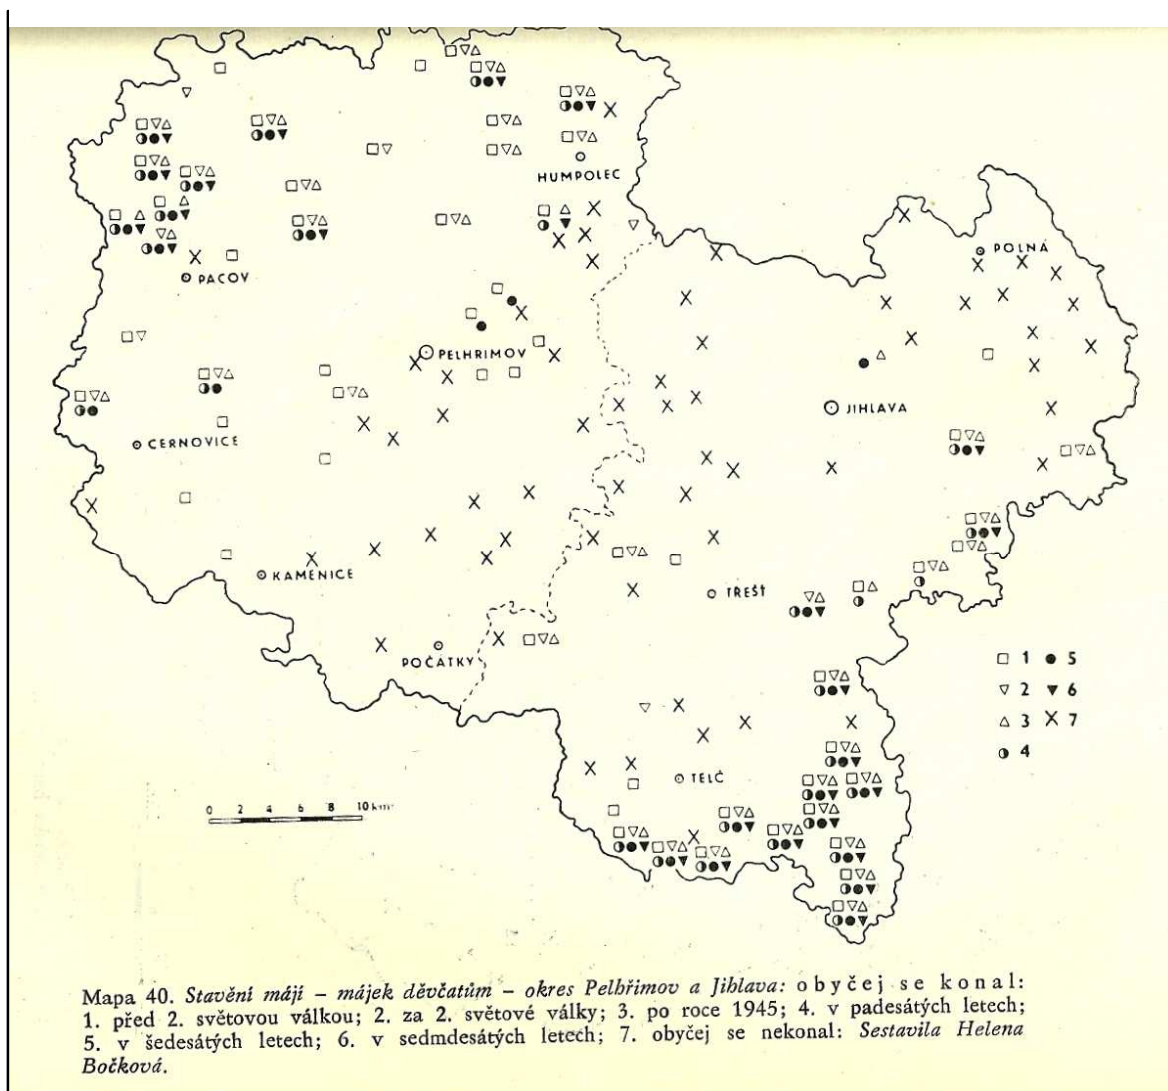 HUMPOLEC
POLNÁ
PACOV
PELHŘIMOV
JIHLAVA
ČERNOVICE
KAMENICE
TŘEŠŤ
POČÁTKY
TELČ
1 5
2 6
3 7
4
0 2 4 6 8 10 km
Mapa 40. Stavění májí – májek děvčatům – okres Pelhřimov a Jihlava: obyčej se konal:
1. před 2. světovou válkou; 2. za 2. světové války; 3. po roce 1945; 4. v padesátých letech;
5. v šedesátých letech; 6. v sedmdesátých letech; 7. obyčej se nekonal: Sestavila Helena
Bočková.